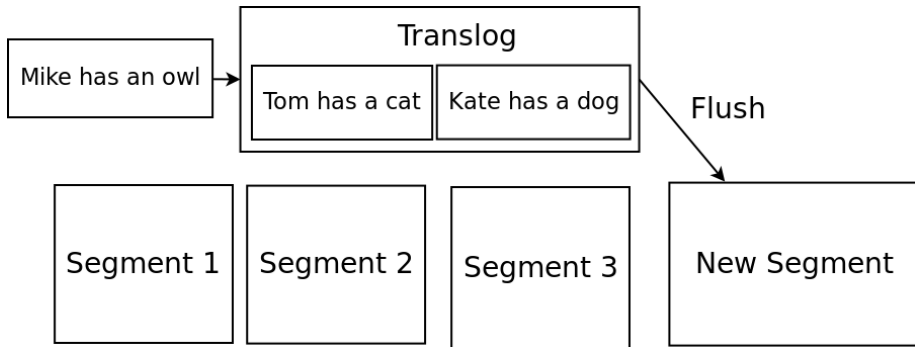 Translog
Mike has an owl
Tom has a cat
Kate has a dog
Flush
Segment 1
Segment 2
Segment 3
New Segment